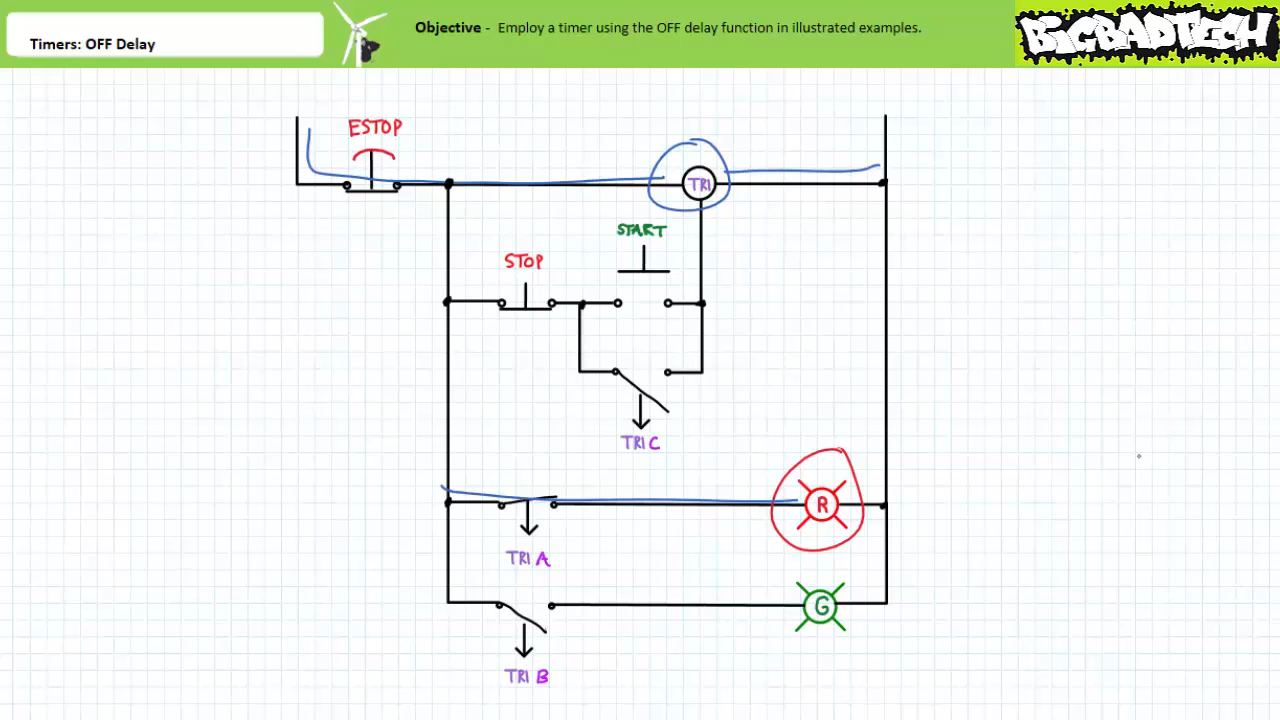 Timers: OFF Delay
Objective - Employ a timer using the OFF delay function in illustrated examples.
BIGBADTECH
ESTOP
TR1
START
STOP
TR1 C
R
TR1 A
G
TR1 B